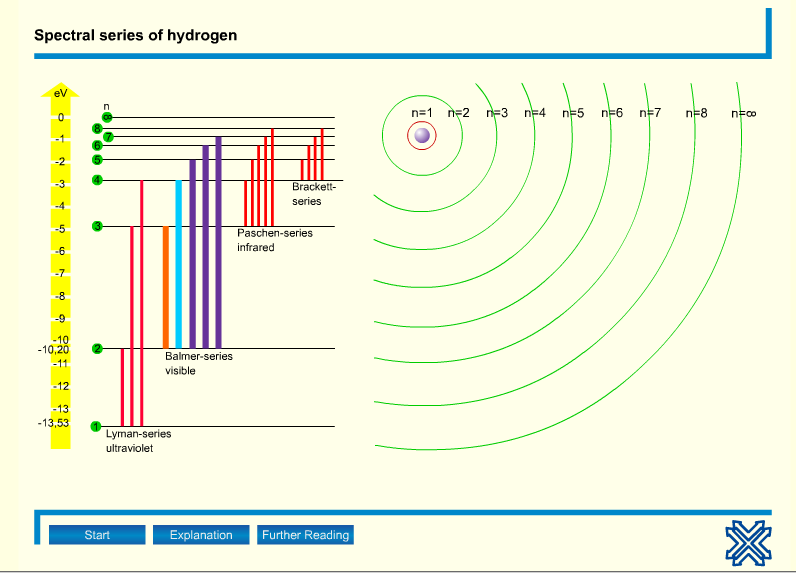 Spectral series of hydrogen
eV
n
0
∞
8
-1
7
6
-2
5
-3
4
-4
-5
3
-6
-7
-8
-9
-10
-10,20
2
-11
-12
-13
-13,53
1
Brackett-
series
Paschen-series
infrared
Balmer-series
visible
Lyman-series
ultraviolet
n=1 n=2 n=3 n=4 n=5 n=6 n=7 n=8 n=∞
Start Explanation Further Reading